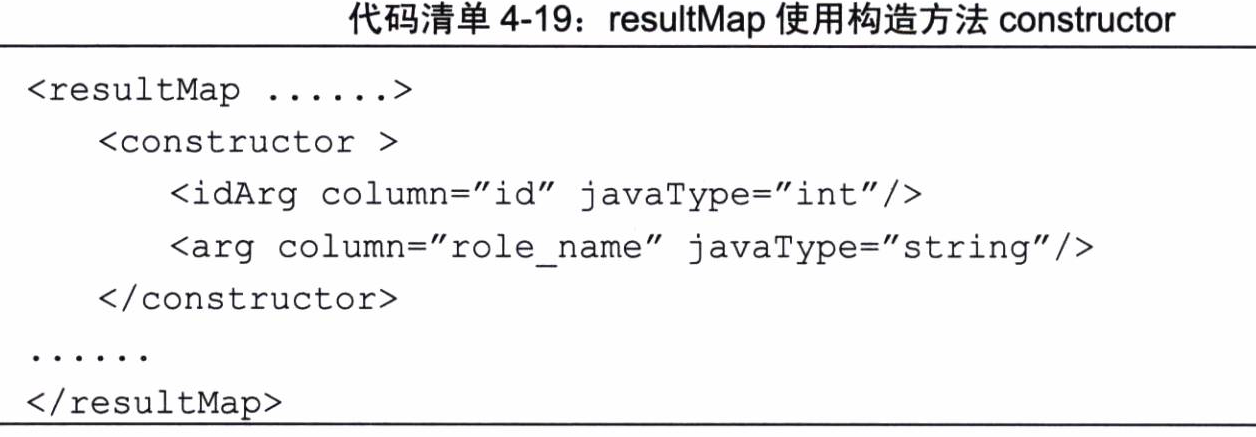 代码清单 4-19：resultMap 使用构造方法 constructor
<resultMap ......>
<constructor >
<idArg column="id" javaType="int"/>
<arg column="role_name" javaType="string"/>
</constructor>
......
</resultMap>